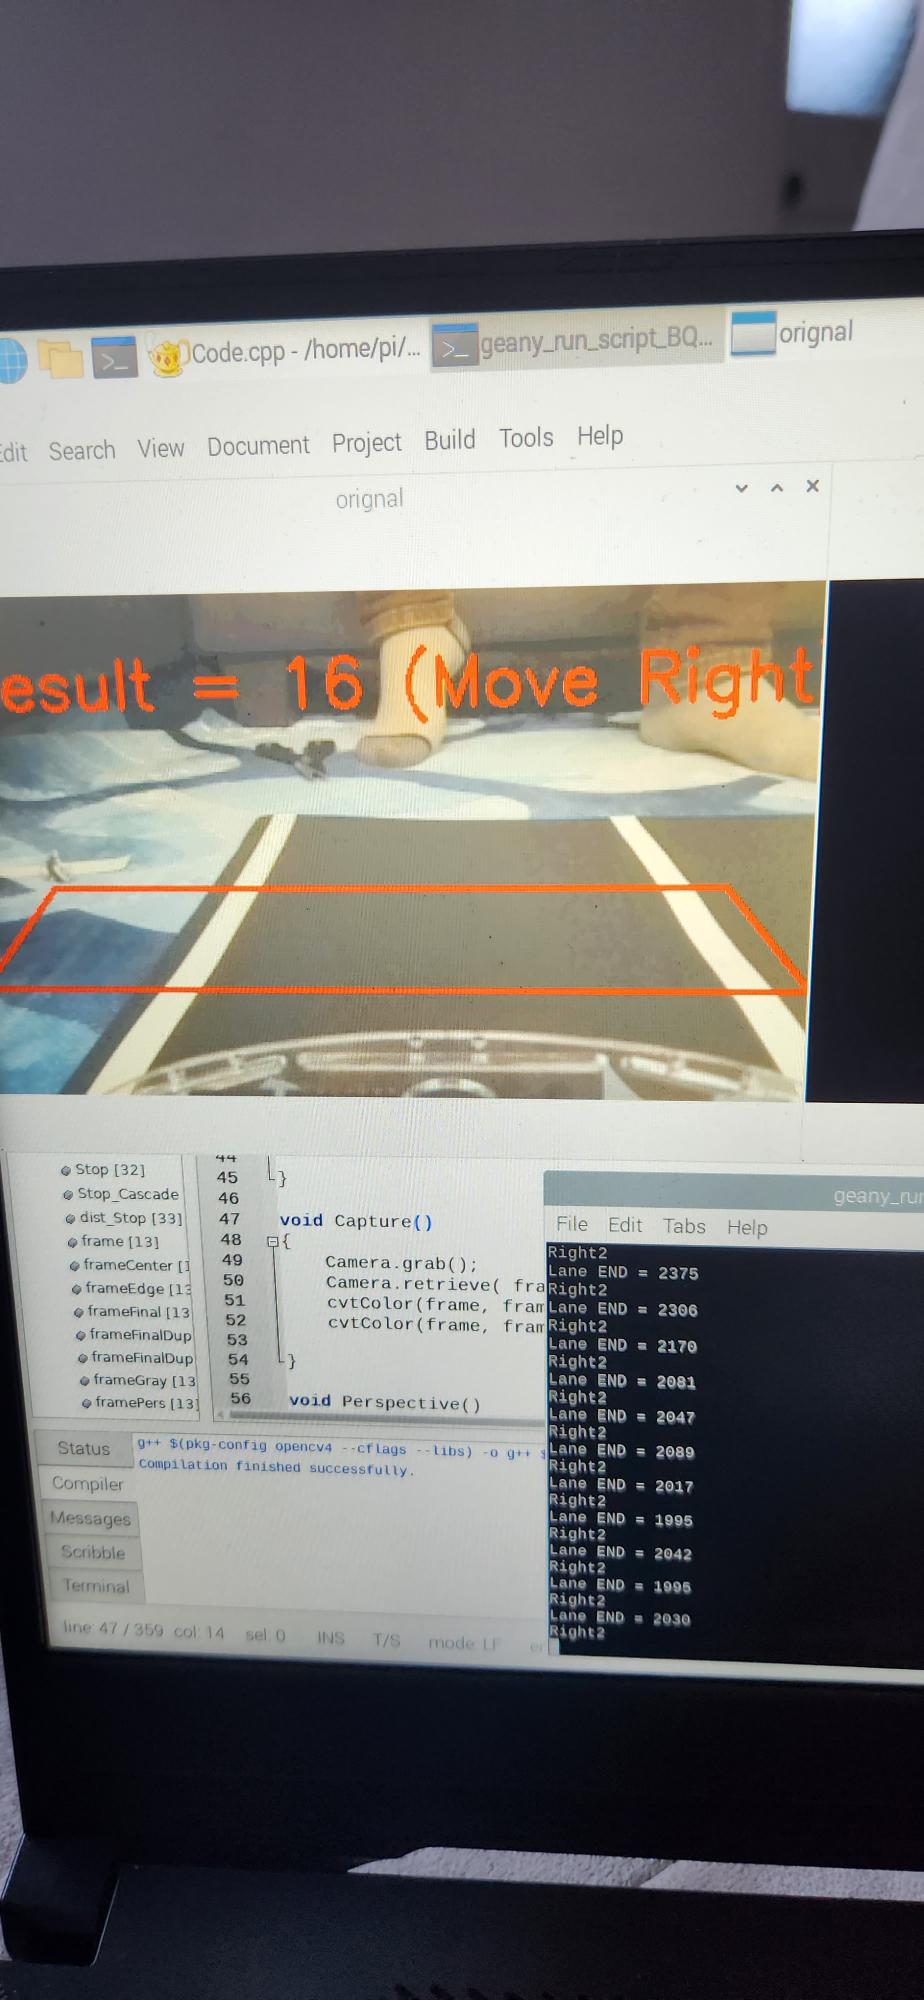 Code.cpp - /home/pi/...
geany_run_script_BQ...
orignal
Edit Search View Document Project Build Tools Help
orignal
esult = 16 (Move Right
Stop [32]
Stop_Cascade
dist_Stop [33]
frame [13]
frameCenter [1
frameEdge [13
frameFinal [13
frameFinalDup
frameFinalDup
frameGray [13
framePers [13]
44
45 }
46
47 void Capture()
48 {
49 Camera.grab();
50 Camera.retrieve( fra
51 cvtColor(frame, fram
52 cvtColor(frame, fram
53
54 }
55
56 void Perspective()
geany_run
File Edit Tabs Help
Right2
Lane END = 2375
Right2
Lane END = 2306
Right2
Lane END = 2170
Right2
Lane END = 2081
Right2
Lane END = 2047
Right2
Lane END = 2089
Right2
Lane END = 2017
Right2
Lane END = 1995
Right2
Lane END = 2042
Right2
Lane END = 1995
Right2
Lane END = 2030
Right2
Status
Compiler
Messages
Scribble
Terminal
g++ $(pkg-config opencv4 --cflags --libs) -o g++ $
Compilation finished successfully.
line: 47 / 359 col: 14 sel: 0 INS T/S mode: LF en